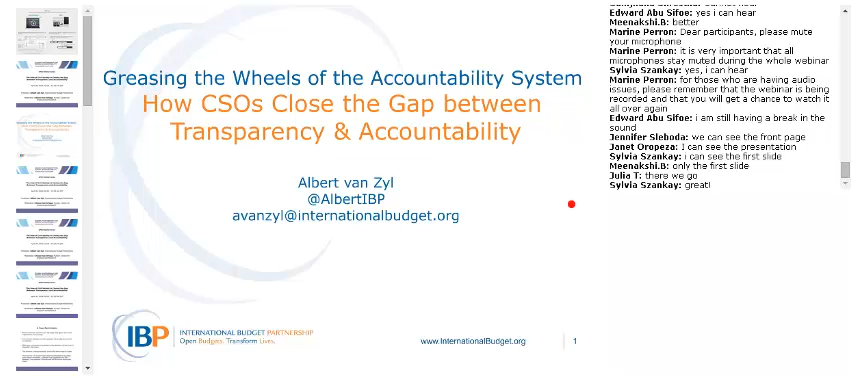 Greasing the Wheels of the Accountability System
How CSOs Close the Gap between
Transparency & Accountability
Albert van Zyl
@AlbertIBP
avanzyl@internationalbudget.org
IBP
INTERNATIONAL BUDGET PARTNERSHIP
Open Budgets. Transform Lives.
www.InternationalBudget.org
1
Edward Abu Sifoe: yes i can hear
Meenakshi.B: better
Marine Perron: Dear participants, please mute
your microphone
Marine Perron: it is very important that all
microphones stay muted during the whole webinar
Sylvia Szankay: yes, i can hear
Marine Perron: for those who are having audio
issues, please remember that the webinar is being
recorded and that you will get a chance to watch it
all over again
Edward Abu Sifoe: i am still having a break in the
sound
Jennifer Sleboda: we can see the front page
Janet Oropeza: I can see the presentation
Sylvia Szankay: i can see the first slide
Meenakshi.B: only the first slide
Julia T: there we go
Sylvia Szankay: great!